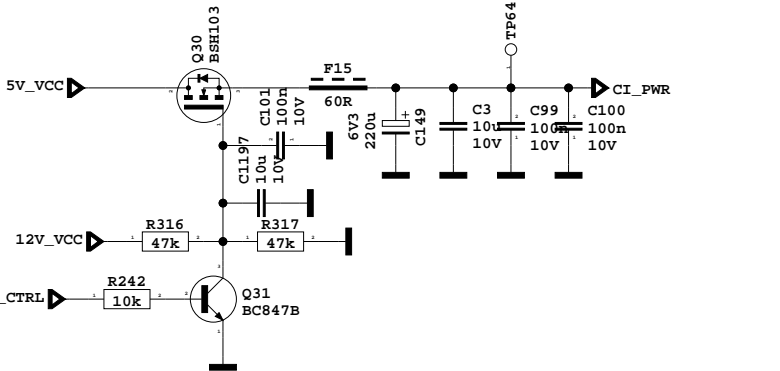 TP64
Q30
BSH103
5V_VCC
F15
60R
CI_PWR
C101
100n
10V
6V3
220u
C149
C3
10u
10V
C99
100n
10V
C100
100n
10V
C1197
10u
10V
R316
47k
R317
47k
12V_VCC
R242
10k
_CTRL
Q31
BC847B